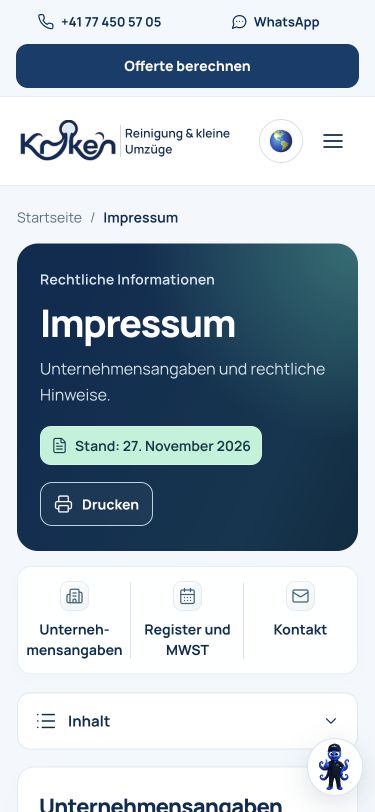 +41 77 450 57 05
WhatsApp
Offerte berechnen
Kraken
Reinigung & kleine
Umzüge
Startseite / Impressum
Rechtliche Informationen
Impressum
Unternehmensangaben und rechtliche
Hinweise.
Stand: 27. November 2026
Drucken
Unterneh-
mensangaben
Register und
MWST
Kontakt
Inhalt
Unternehmensangaben